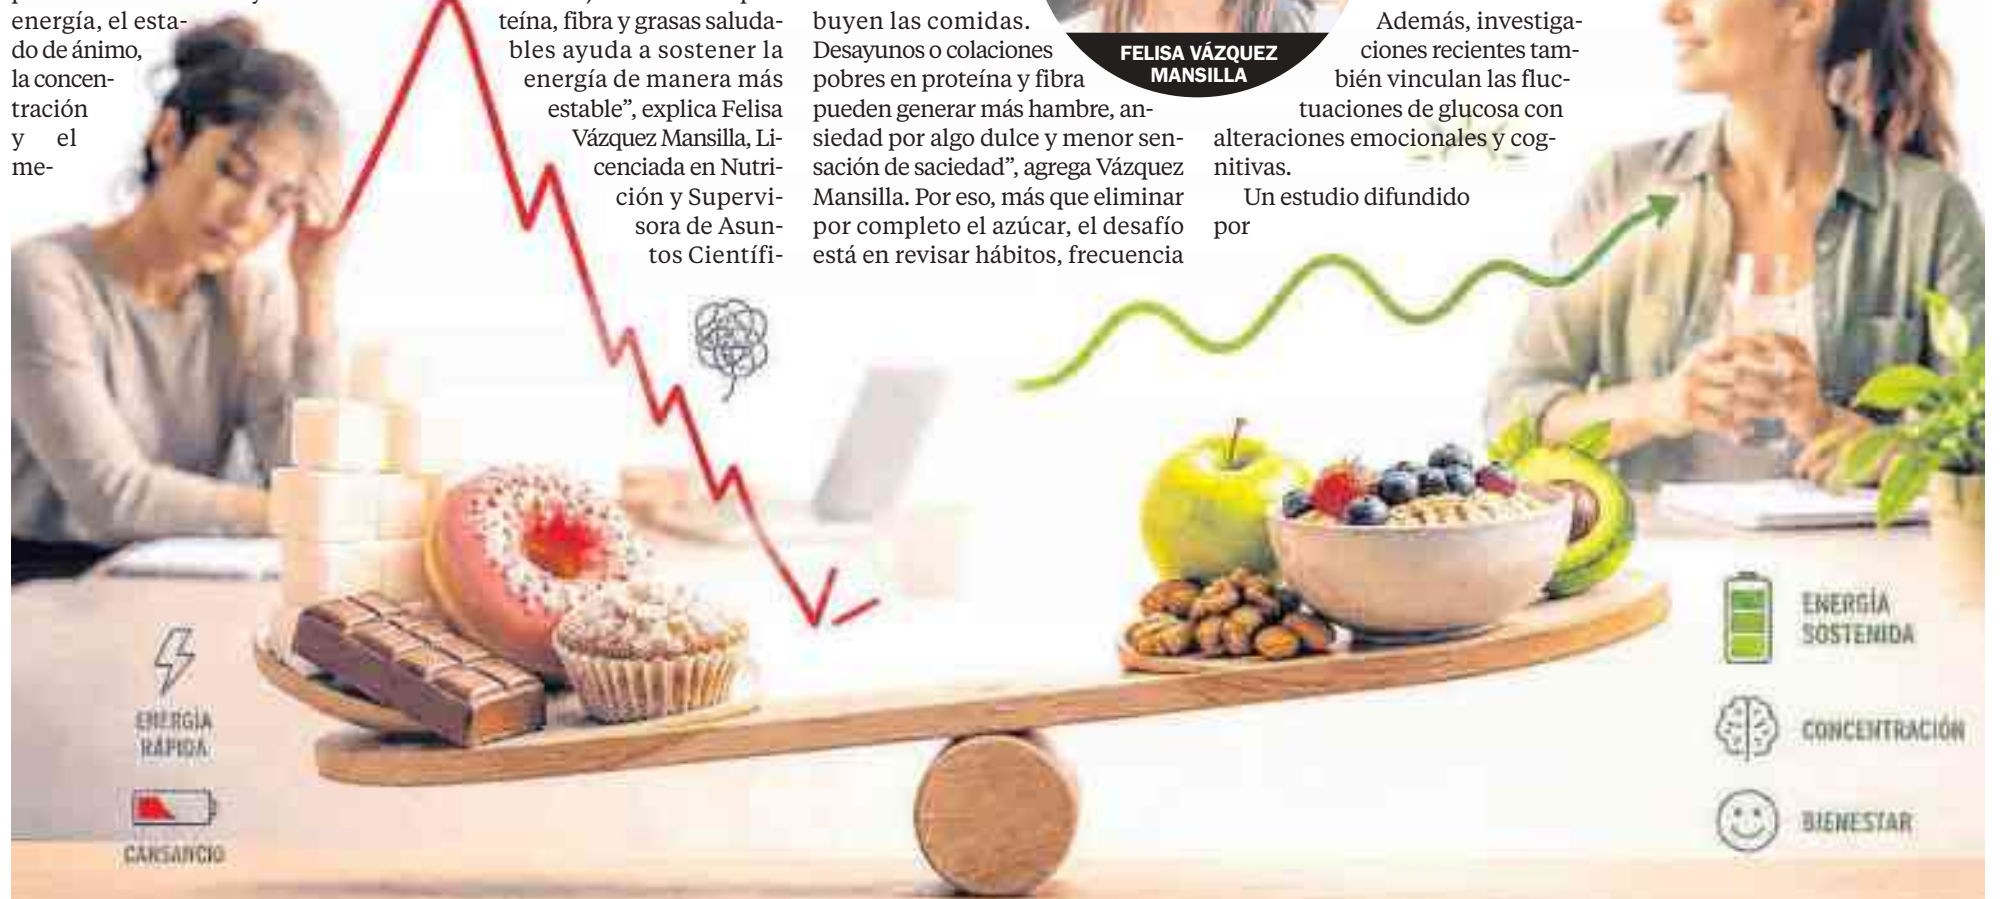 energía, el esta-
do de ánimo,
la concen-
tración
y el
me-
teína, fibra y grasas saluda-
bles ayuda a sostener la
energía de manera más
estable”, explica Felisa
Vázquez Mansilla, Li-
cenciada en Nutri-
ción y Supervi-
sora de Asun-
tos Científi-
buyen las comidas.
Desayunos o colaciones
pobres en proteína y fibra
pueden generar más hambre, an-
siedad por algo dulce y menor sen-
sación de saciedad”, agrega Vázquez
Mansilla. Por eso, más que eliminar
por completo el azúcar, el desafío
está en revisar hábitos, frecuencia
FELISA VÁZQUEZ
MANSILLA
Además, investiga-
ciones recientes tam-
bién vinculan las fluc-
tuaciones de glucosa con
alteraciones emocionales y cog-
nitivas.
Un estudio difundido
por
ENERGÍA
RÁPIDA
CANSANCIO
ENERGÍA
SOSTENIDA
CONCENTRACIÓN
BIENESTAR